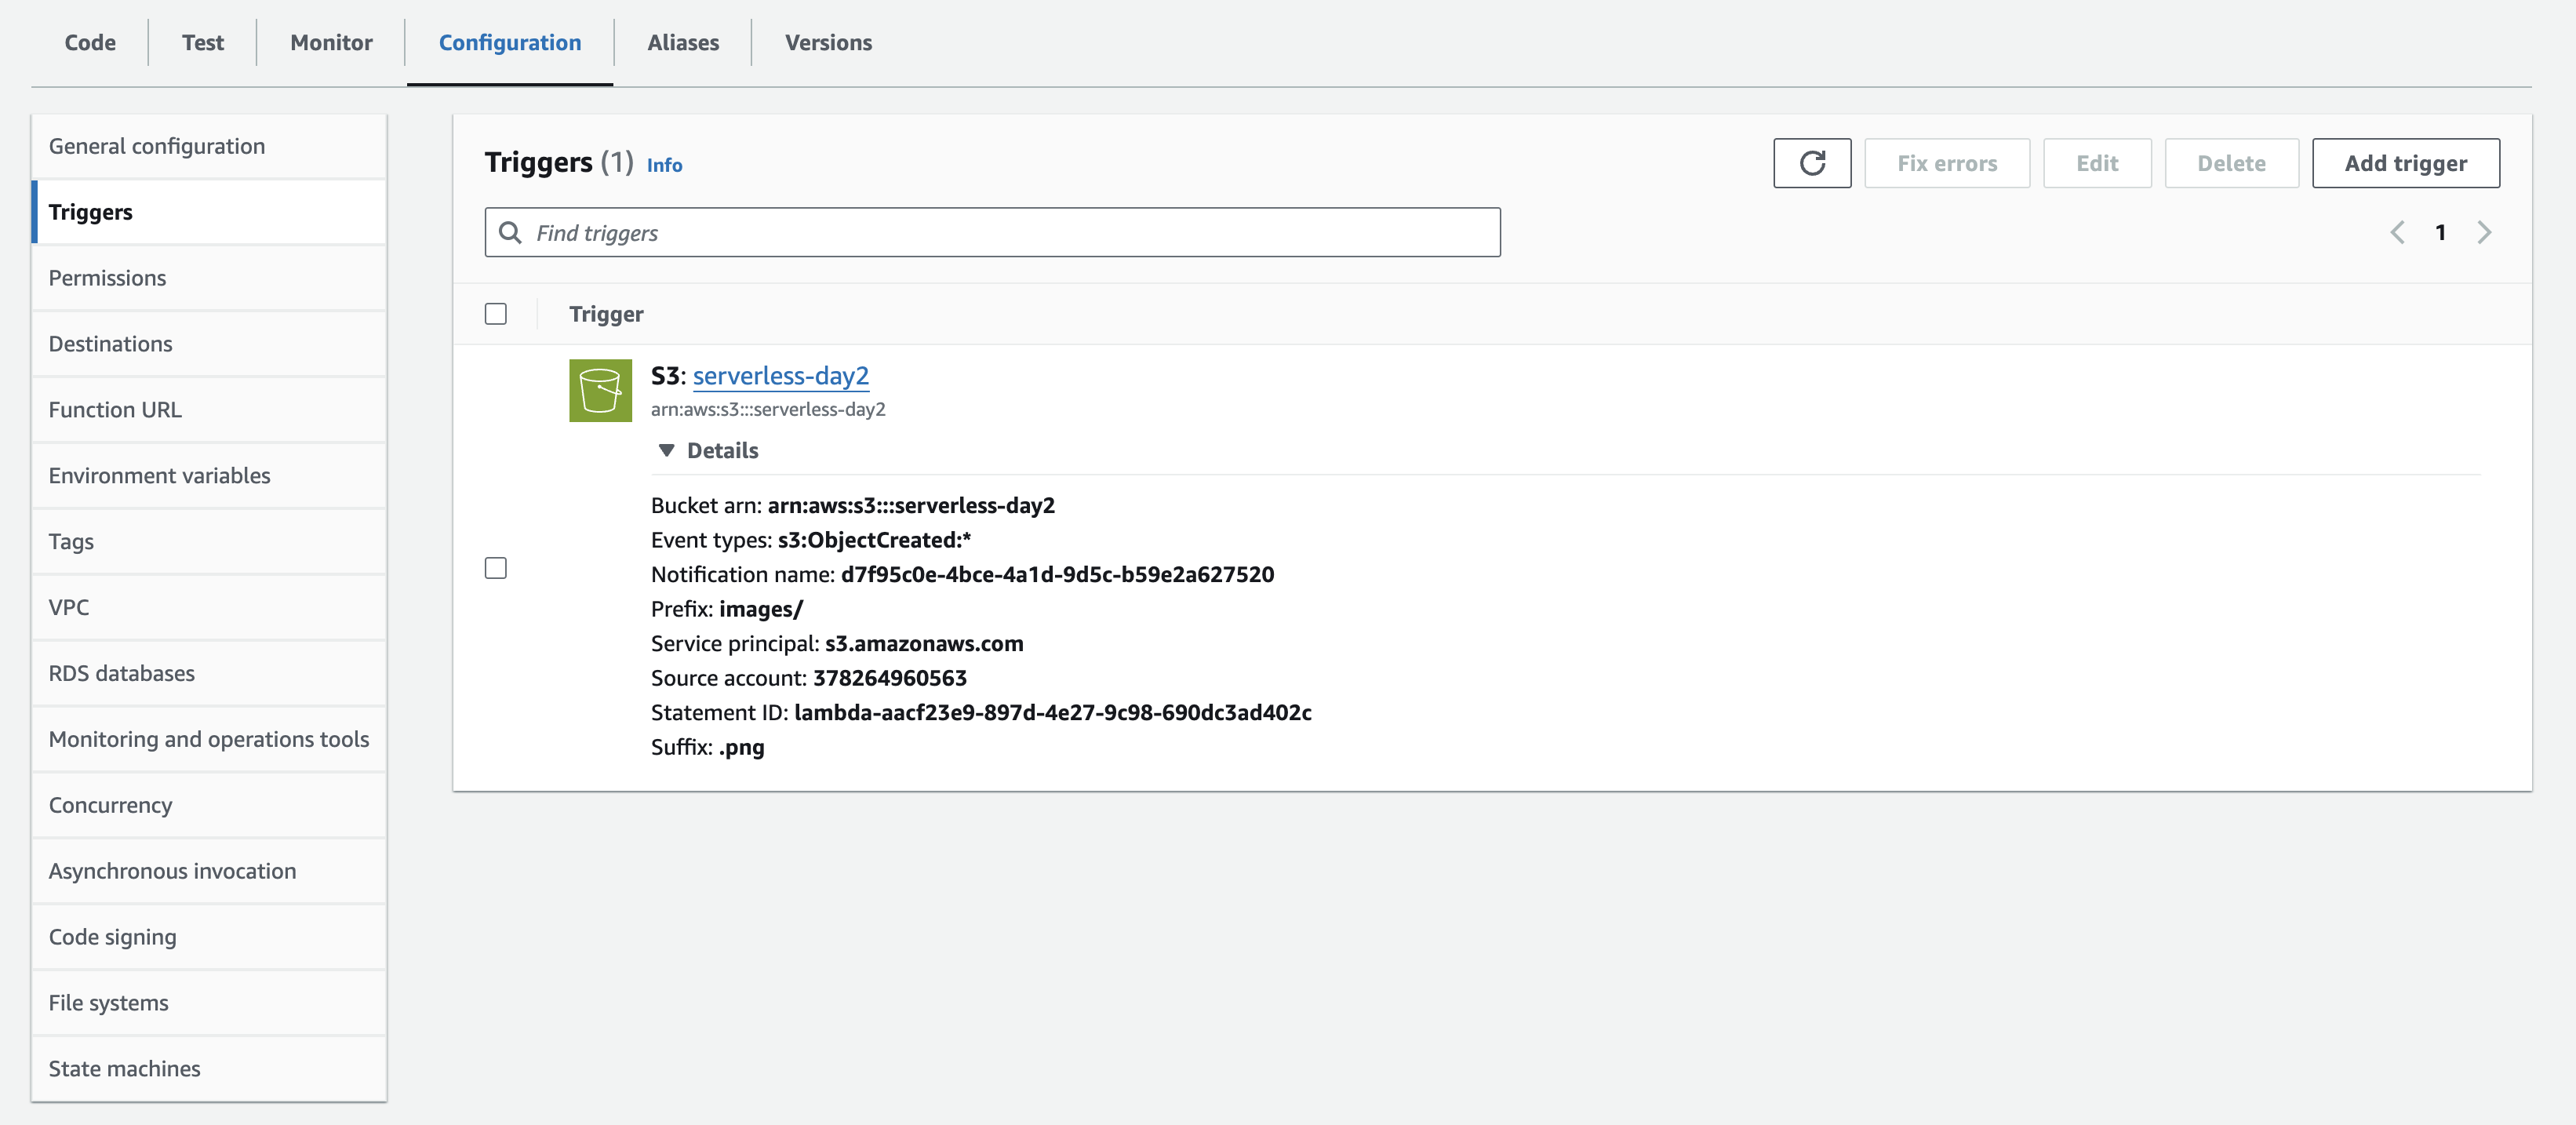 Code
Test
Monitor
Configuration
Aliases
Versions
General configuration
Triggers
Permissions
Destinations
Function URL
Environment variables
Tags
VPC
RDS databases
Monitoring and operations tools
Concurrency
Asynchronous invocation
Code signing
File systems
State machines
Triggers (1) Info
Fix errors
Edit
Delete
Add trigger
Find triggers
1
Trigger
S3: serverless-day2
arn:aws:s3:::serverless-day2
Details
Bucket arn: arn:aws:s3:::serverless-day2
Event types: s3:ObjectCreated:*
Notification name: d7f95c0e-4bce-4a1d-9d5c-b59e2a627520
Prefix: images/
Service principal: s3.amazonaws.com
Source account: 378264960563
Statement ID: lambda-aacf23e9-897d-4e27-9c98-690dc3ad402c
Suffix: .png